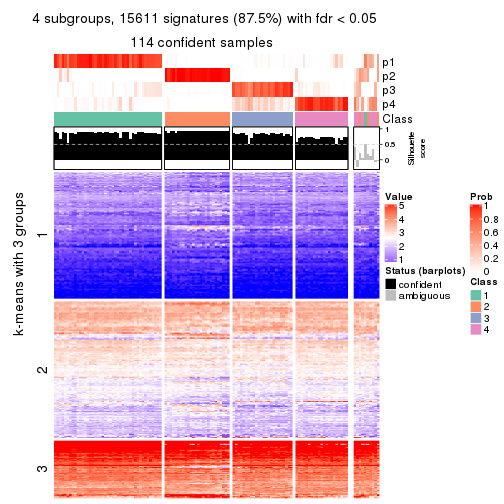 4 subgroups, 15611 signatures (87.5%) with fdr < 0.05
114 confident samples
p1
p2
p3
p4
Class
1
0.5
0
Silhouette
score
k-means with 3 groups
1
2
3
Value
5
4
3
2
1
Status (barplots)
confident
ambiguous
Prob
1
0.8
0.6
0.4
0.2
0
Class
1
2
3
4